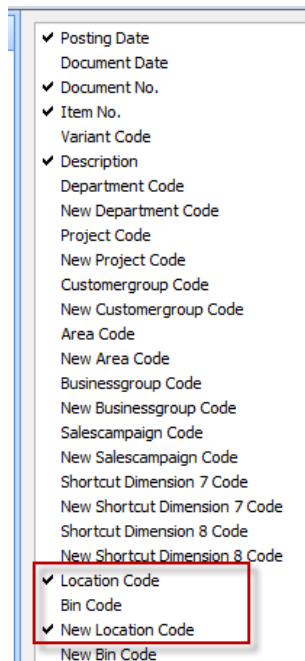 Posting Date
Document Date
Document No.
Item No.
Variant Code
Description
Department Code
New Department Code
Project Code
New Project Code
Customergroup Code
New Customergroup Code
Area Code
New Area Code
Businessgroup Code
New Businessgroup Code
Salescampaign Code
New Salescampaign Code
Shortcut Dimension 7 Code
New Shortcut Dimension 7 Code
Shortcut Dimension 8 Code
New Shortcut Dimension 8 Code
Location Code
Bin Code
New Location Code
New Bin Code